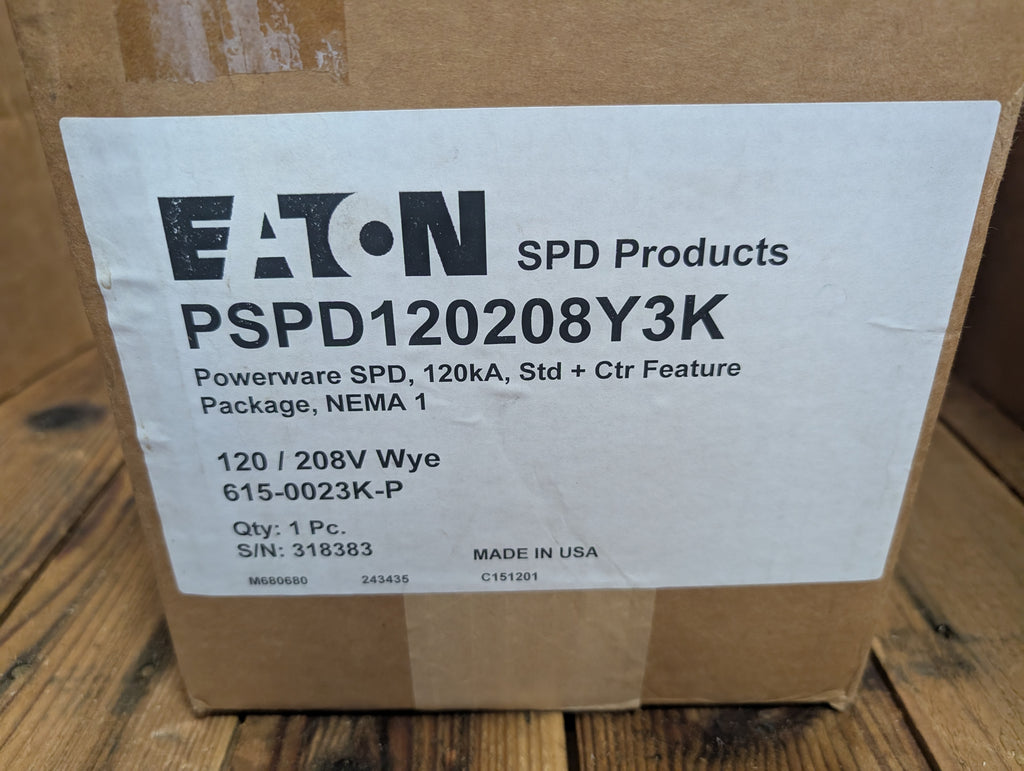 EATON SPD Products
PSPD120208Y3K
Powerware SPD, 120kA, Std + Ctr Feature
Package, NEMA 1
120 / 208V Wye
615-0023K-P
Qty: 1 Pc.
S/N: 318383 MADE IN USA
M680680 243435 C151201